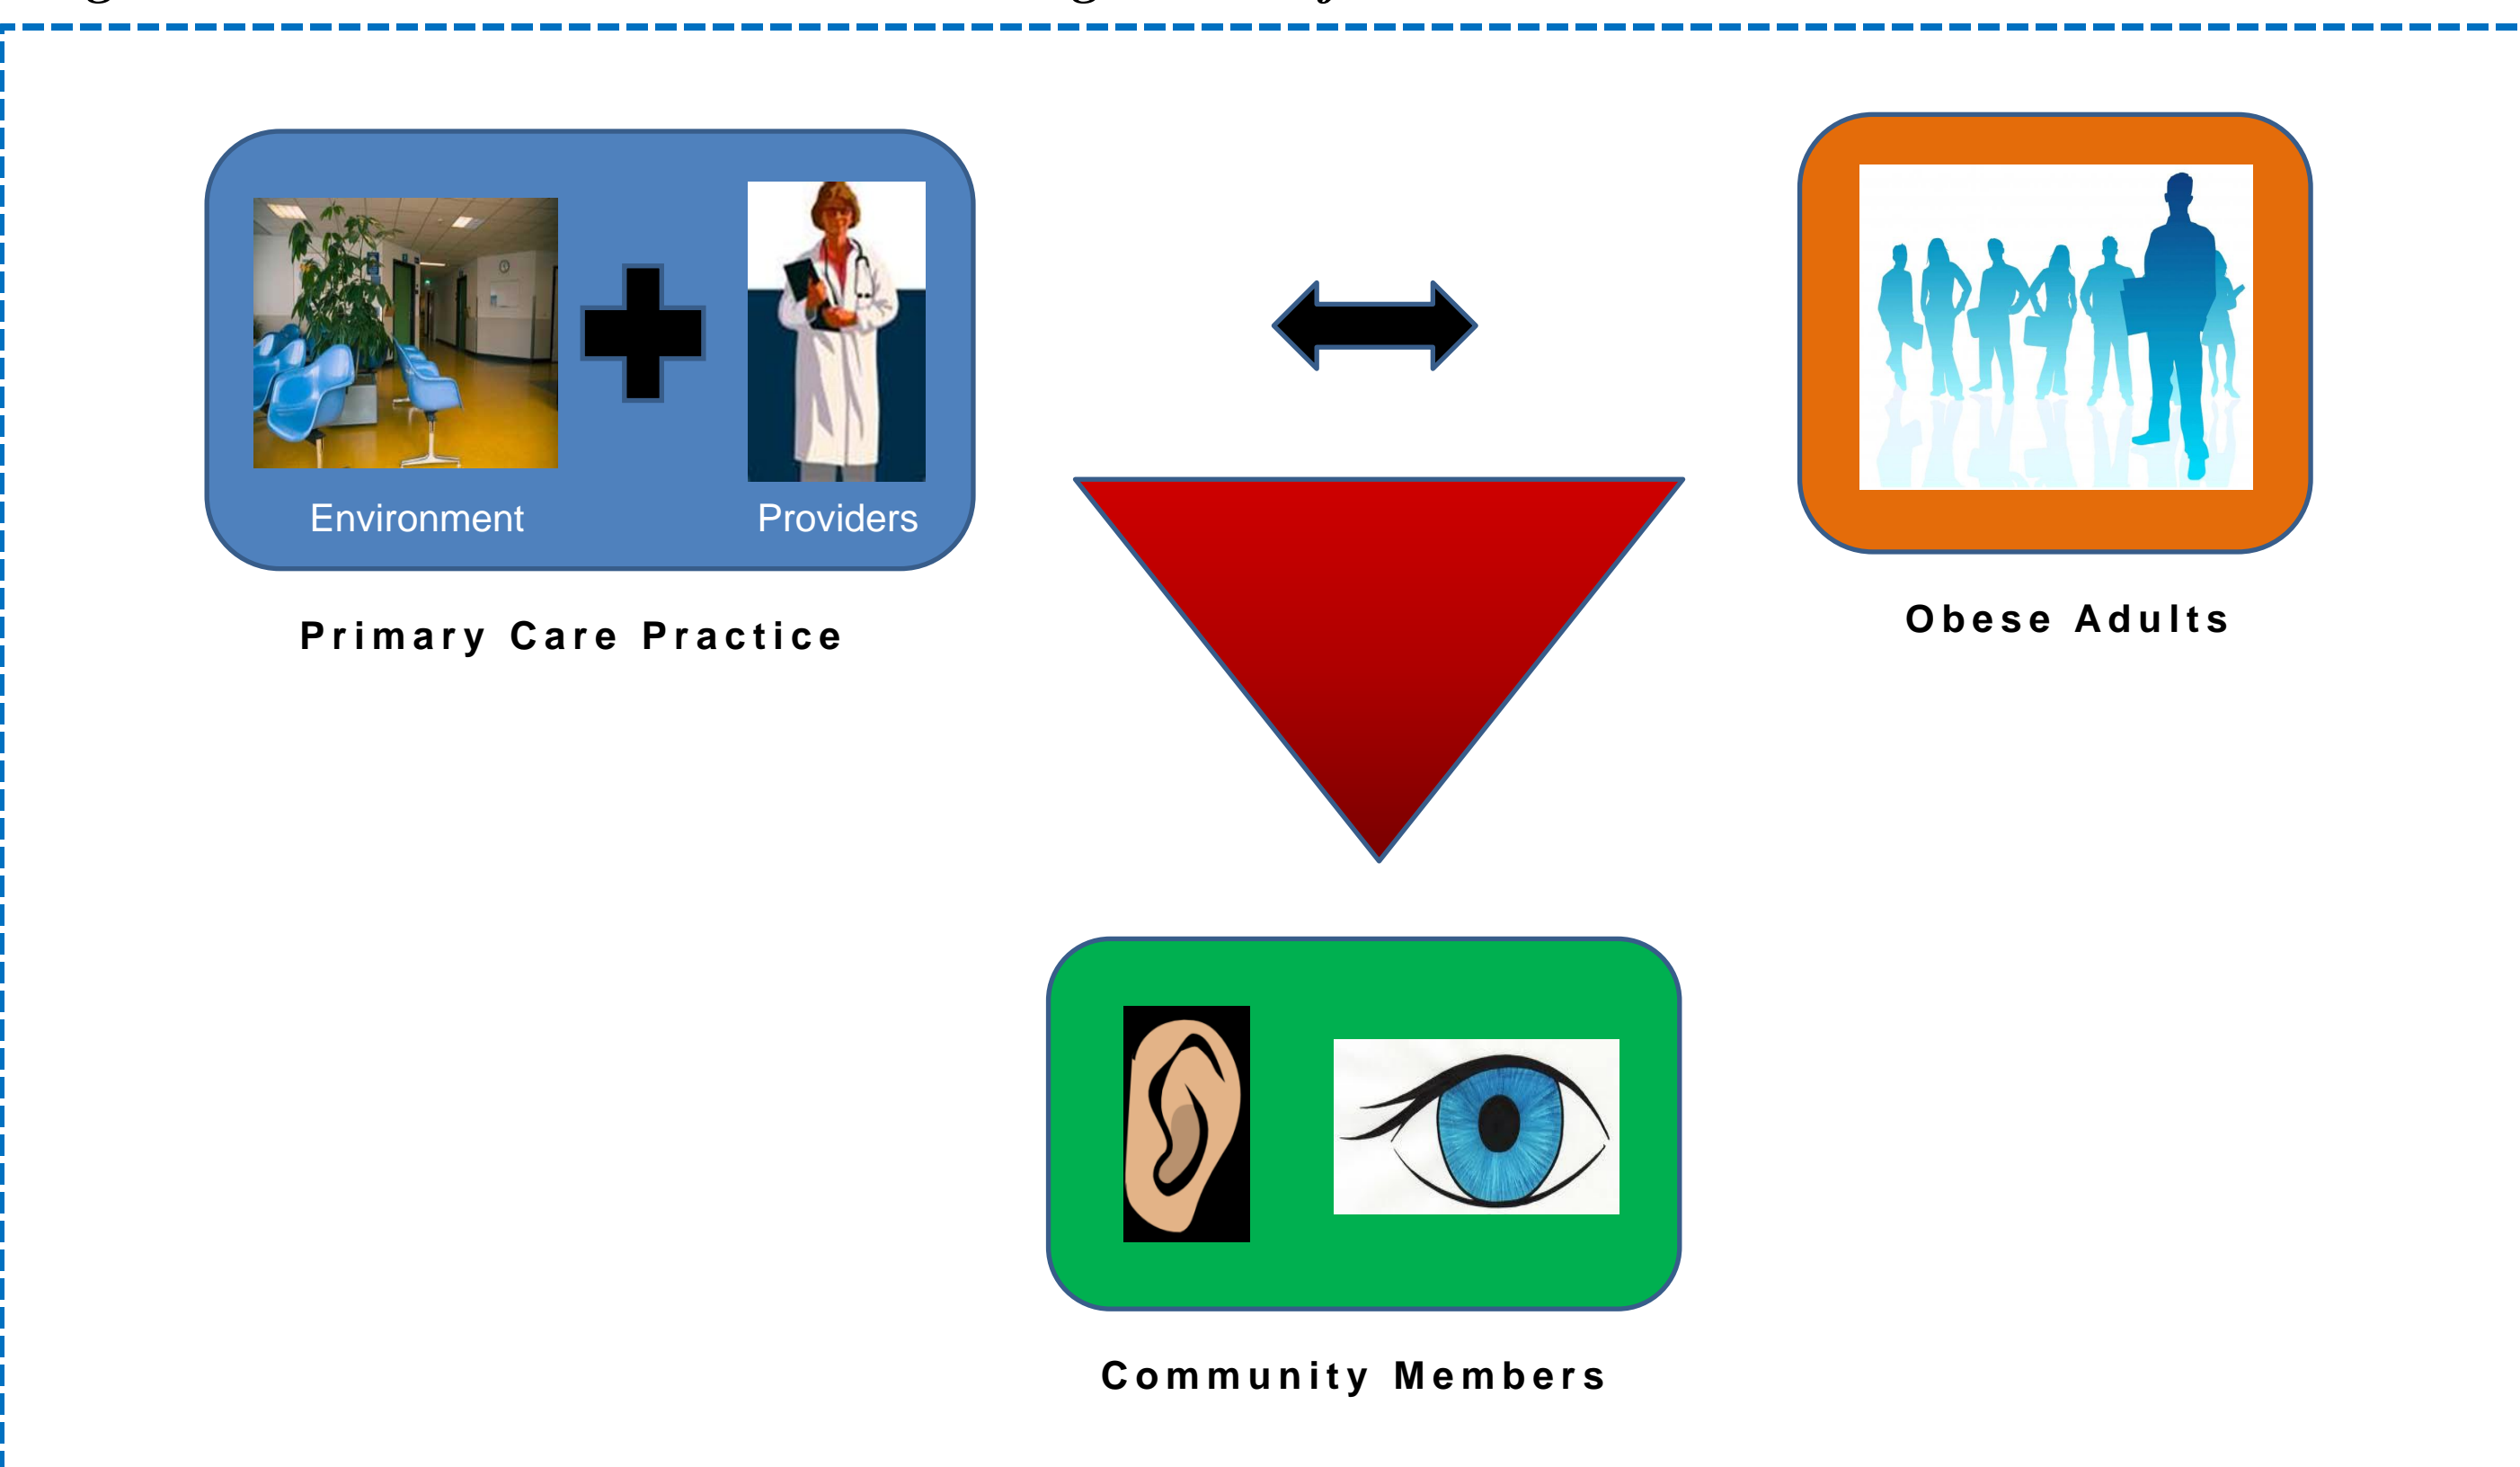 Environment
Providers
Primary Care Practice
Obese Adults
Community Members